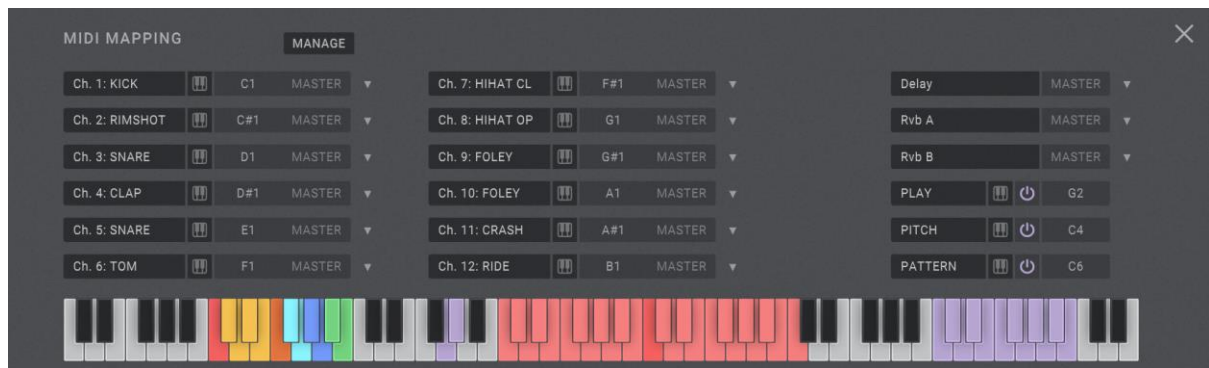 MIDI MAPPING MANAGE
Ch. 1: KICK C1 MASTER Ch. 7: HIHAT CL F#1 MASTER Delay MASTER
Ch. 2: RIMSHOT C#1 MASTER Ch. 8: HIHAT OP G1 MASTER Rvb A MASTER
Ch. 3: SNARE D1 MASTER Ch. 9: FOLEY G#1 MASTER Rvb B MASTER
Ch. 4: CLAP D#1 MASTER Ch. 10: FOLEY A1 MASTER PLAY G2
Ch. 5: SNARE E1 MASTER Ch. 11: CRASH A#1 MASTER PITCH C4
Ch. 6: TOM F1 MASTER Ch. 12: RIDE B1 MASTER PATTERN C6